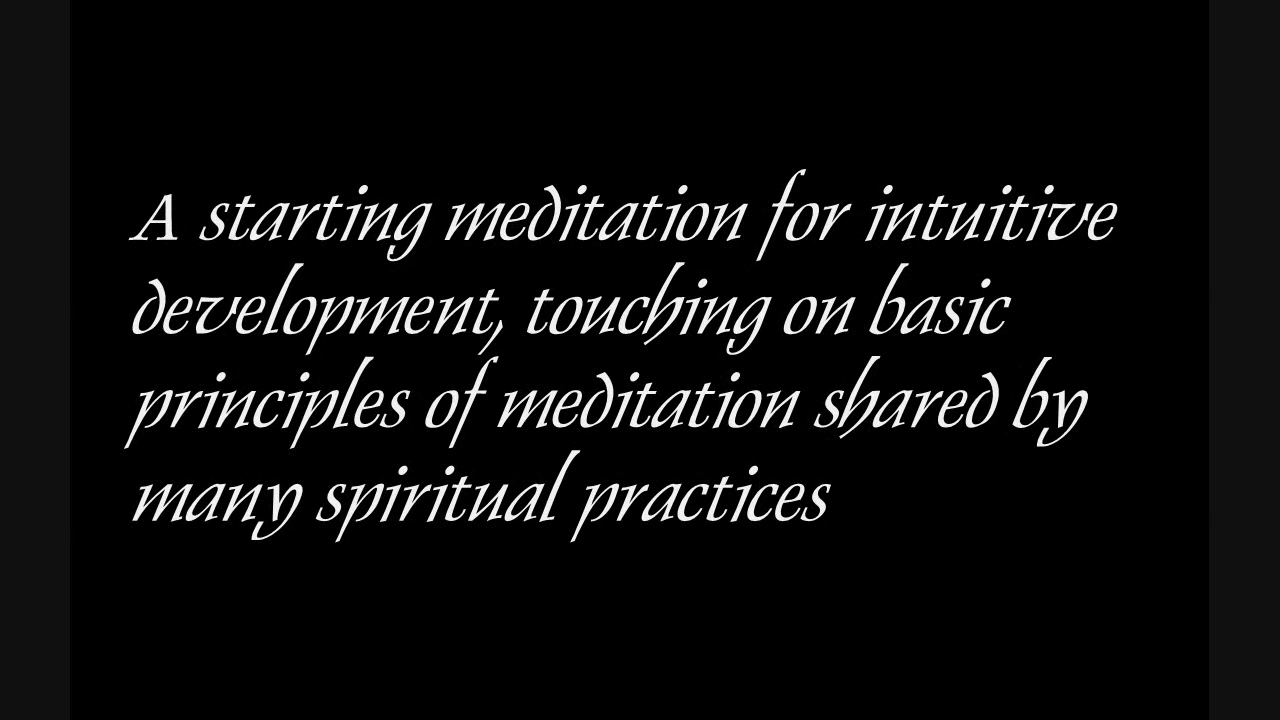 A starting meditation for intuitive
development, touching on basic
principles of meditation shared by
many spiritual practices